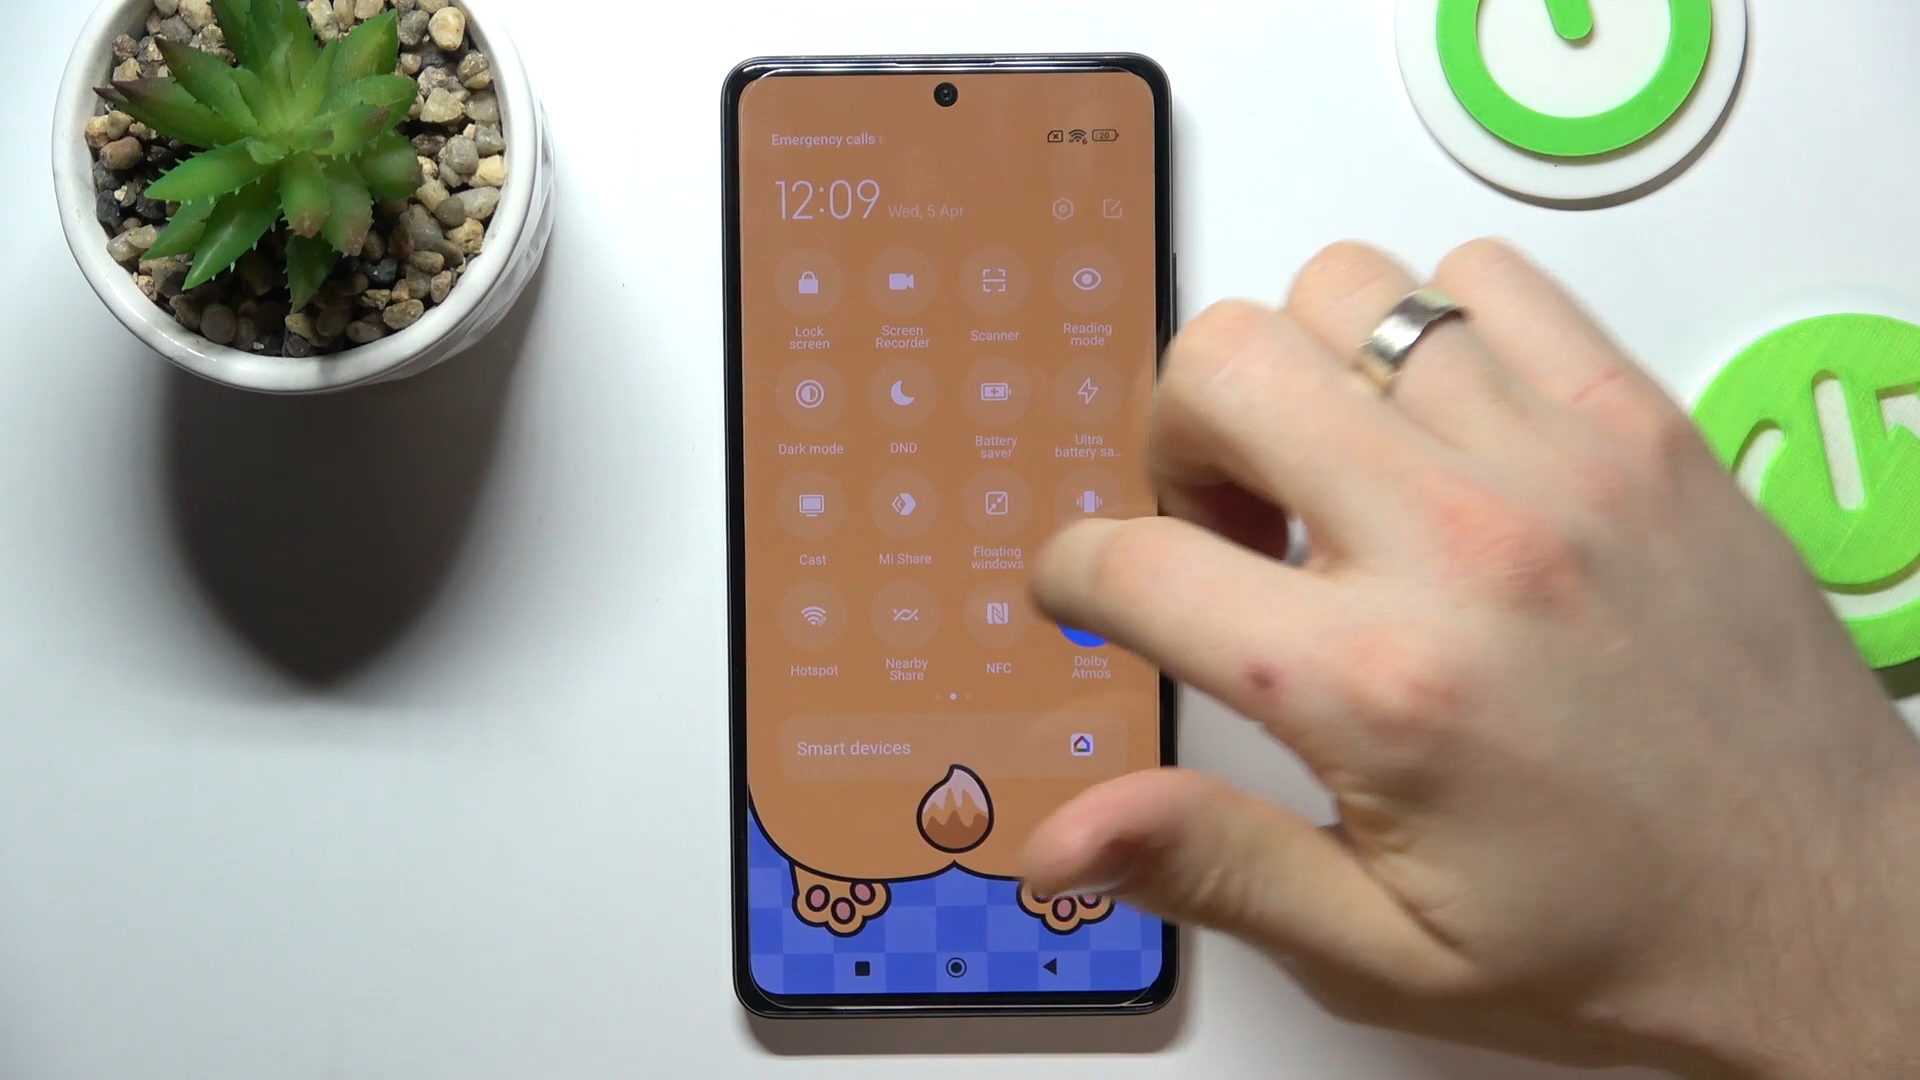 Emergency calls
20
12:09 Wed, 5 Apr
Lock screen
Screen Recorder
Scanner
Reading mode
Dark mode
DND
Battery saver
Ultra battery sa...
Cast
Mi Share
Floating windows
Hotspot
Nearby Share
NFC
Dolby Atmos
Smart devices